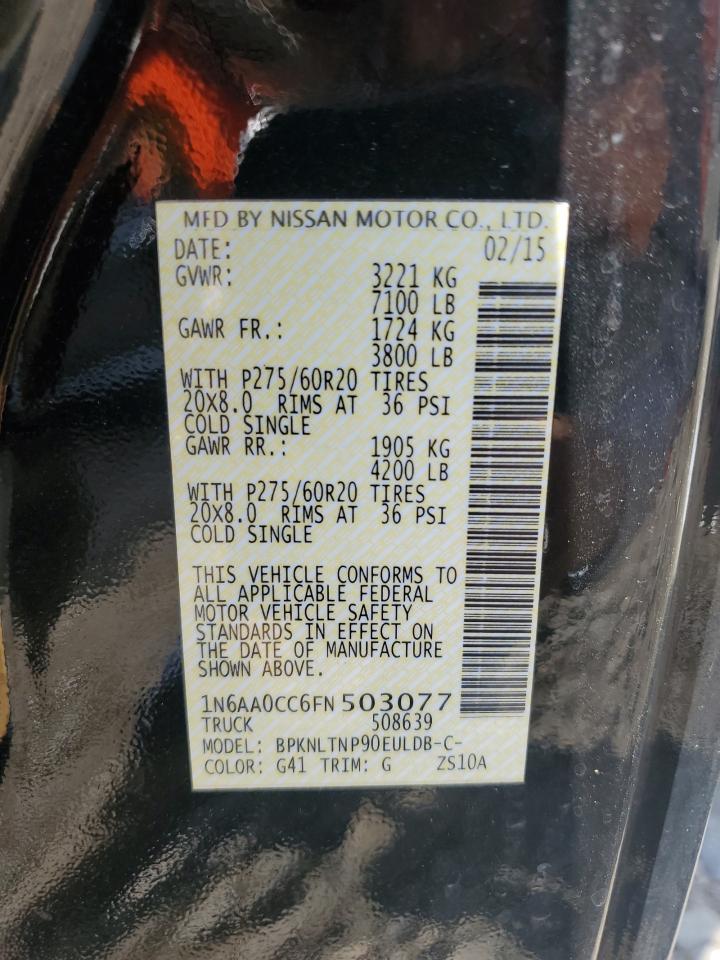 MFD BY NISSAN MOTOR CO., LTD.
DATE: 02/15
GVWR: 3221 KG
7100 LB
GAWR FR.: 1724 KG
3800 LB
WITH P275/60R20 TIRES
20X8.0 RIMS AT 36 PSI
COLD SINGLE
GAWR RR.: 1905 KG
4200 LB
WITH P275/60R20 TIRES
20X8.0 RIMS AT 36 PSI
COLD SINGLE
THIS VEHICLE CONFORMS TO
ALL APPLICABLE FEDERAL
MOTOR VEHICLE SAFETY
STANDARDS IN EFFECT ON
THE DATE OF MANUFACTURE
SHOWN ABOVE.
1N6AA0CC6FN 503077
TRUCK 508639
MODEL: BPKNLTNP90EULDB-C-
COLOR: G41 TRIM: G ZS10A